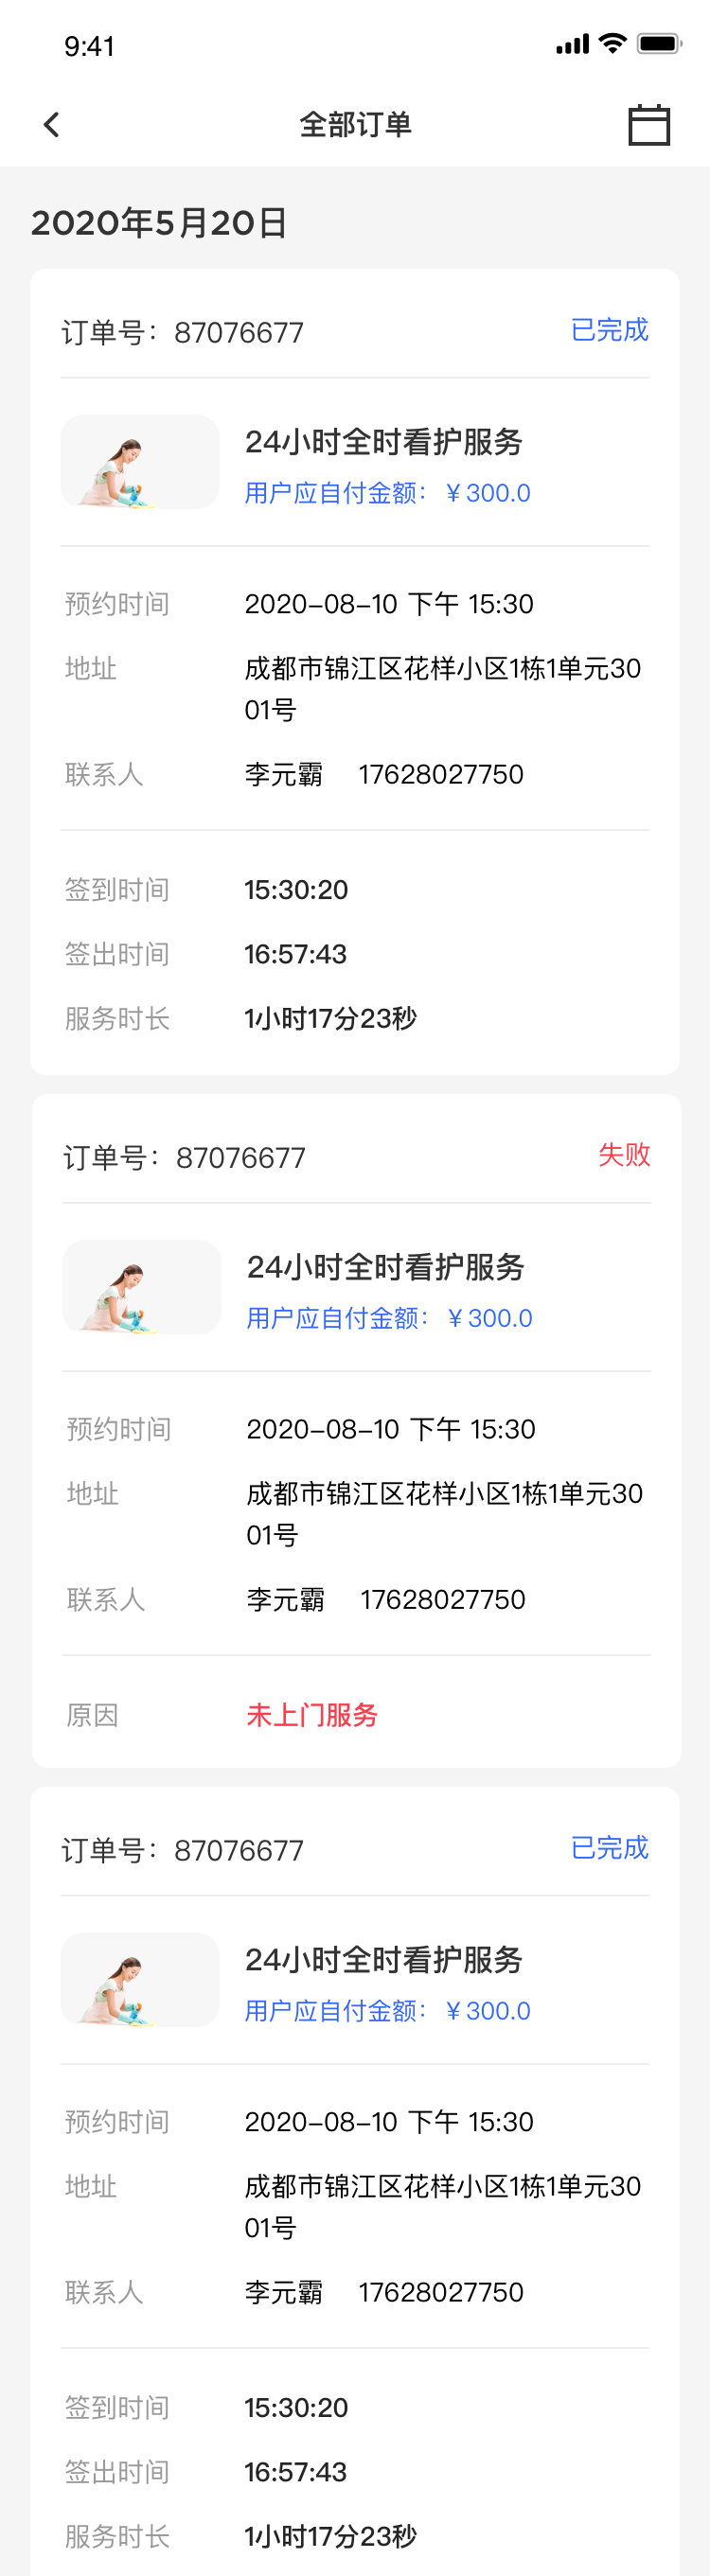 9:41
全部订单
2020年5月20日
订单号：87076677 已完成
24小时全时看护服务
用户应自付金额：￥300.0
预约时间 2020-08-10 下午 15:30
地址 成都市锦江区花样小区1栋1单元30
01号
联系人 李元霸 17628027750
签到时间 15:30:20
签出时间 16:57:43
服务时长 1小时17分23秒
订单号：87076677 失败
24小时全时看护服务
用户应自付金额：￥300.0
预约时间 2020-08-10 下午 15:30
地址 成都市锦江区花样小区1栋1单元30
01号
联系人 李元霸 17628027750
原因 未上门服务
订单号：87076677 已完成
24小时全时看护服务
用户应自付金额：￥300.0
预约时间 2020-08-10 下午 15:30
地址 成都市锦江区花样小区1栋1单元30
01号
联系人 李元霸 17628027750
签到时间 15:30:20
签出时间 16:57:43
服务时长 1小时17分23秒